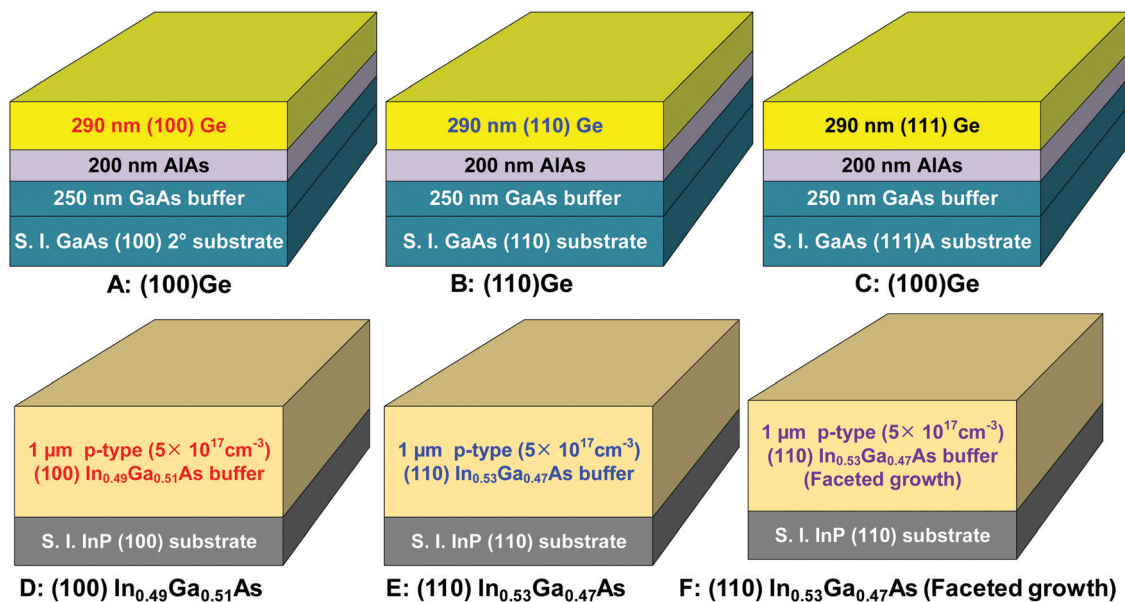 290 nm (100) Ge
200 nm AlAs
250 nm GaAs buffer
S. I. GaAs (100) 2° substrate
A: (100)Ge
290 nm (110) Ge
200 nm AlAs
250 nm GaAs buffer
S. I. GaAs (110) substrate
B: (110)Ge
290 nm (111) Ge
200 nm AlAs
250 nm GaAs buffer
S. I. GaAs (111)A substrate
C: (100)Ge
1 µm p-type (5× 10¹⁷cm⁻³)
(100) In₀.₄₉Ga₀.₅₁As buffer
S. I. InP (100) substrate
D: (100) In₀.₄₉Ga₀.₅₁As
1 µm p-type (5× 10¹⁷cm⁻³)
(110) In₀.₅₃Ga₀.₄₇As buffer
S. I. InP (110) substrate
E: (110) In₀.₅₃Ga₀.₄₇As
1 µm p-type (5× 10¹⁷cm⁻³)
(110) In₀.₅₃Ga₀.₄₇As buffer
(Faceted growth)
S. I. InP (110) substrate
F: (110) In₀.₅₃Ga₀.₄₇As (Faceted growth)